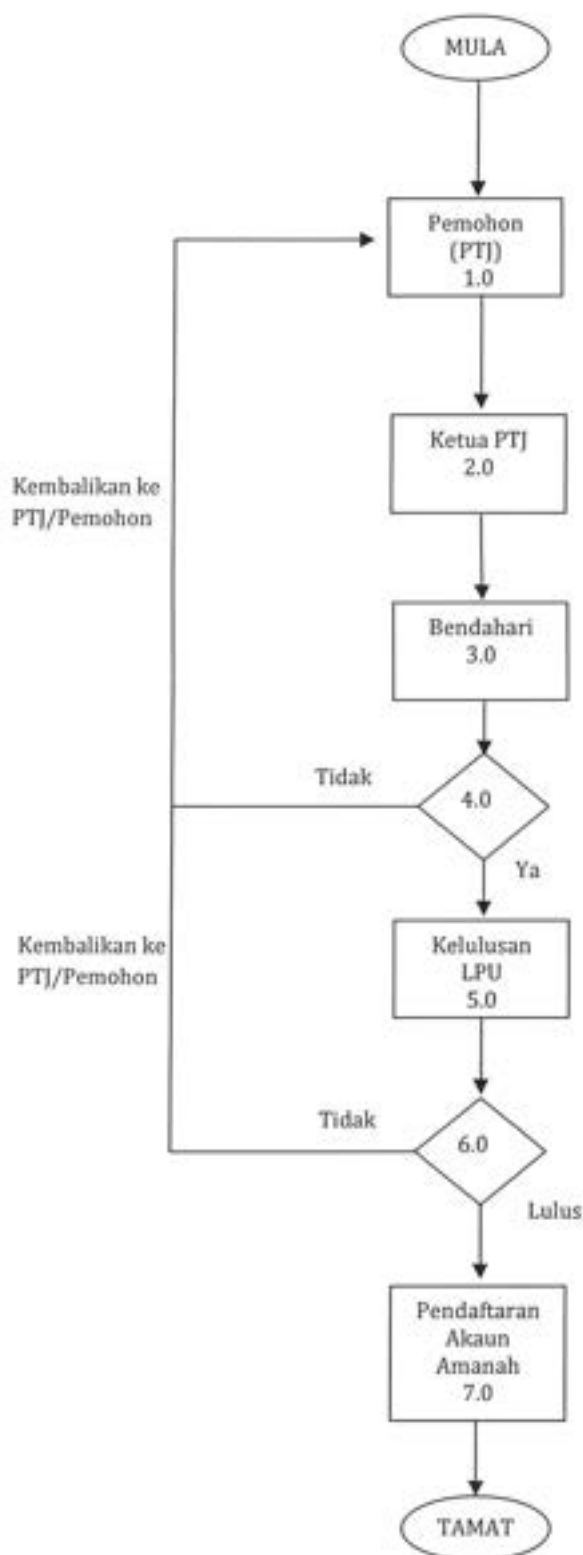 MULA
Pemohon
(PTJ)
1.0
Ketua PTJ
2.0
Kembalikan ke
PTJ/Pemohon
Bendahari
3.0
Tidak
4.0
Ya
Kembalikan ke
PTJ/Pemohon
Kelulusan
LPU
5.0
Tidak
6.0
Lulus
Pendaftaran
Akaun
Amanah
7.0
TAMAT